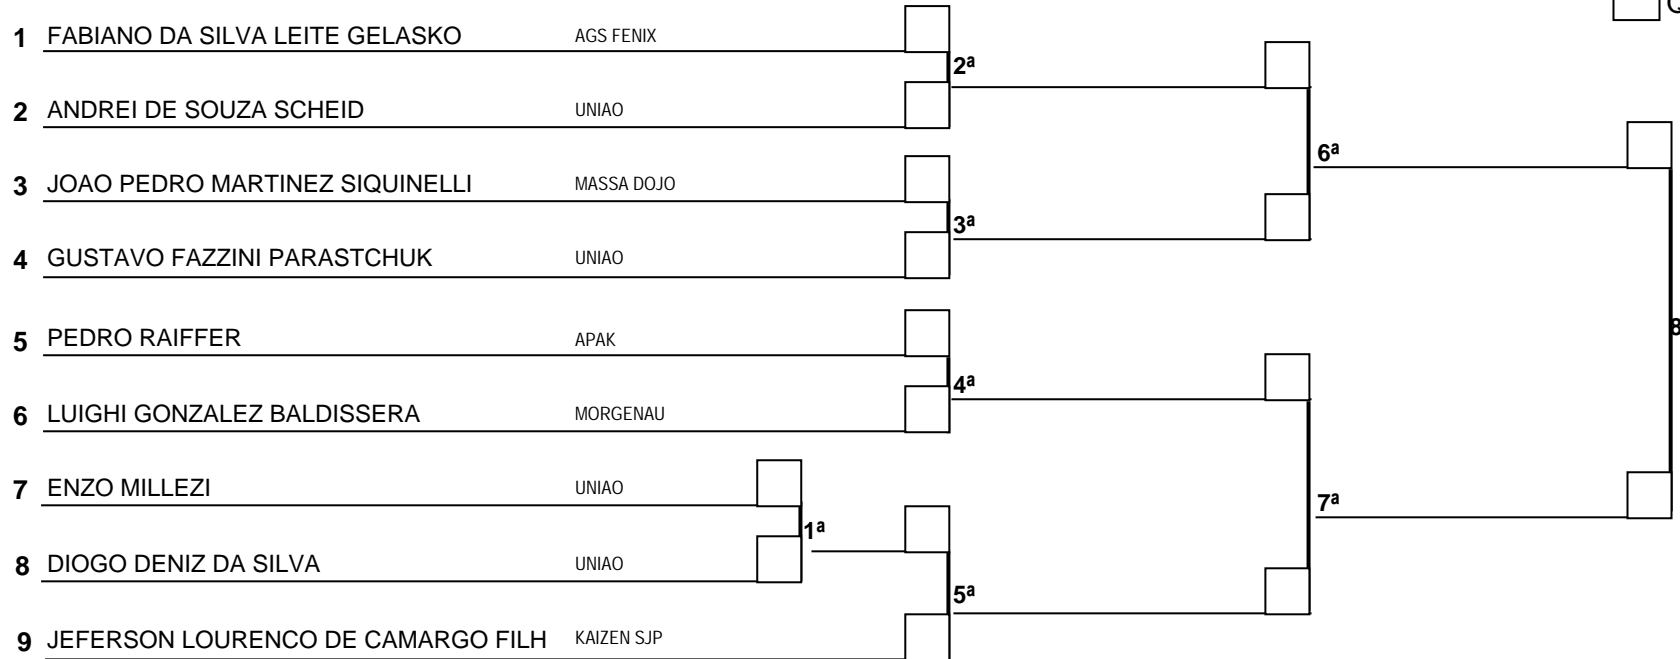 1 FABIANO DA SILVA LEITE GELASKO AGS FENIX
2ª
2 ANDREI DE SOUZA SCHEID UNIAO
6ª
3 JOAO PEDRO MARTINEZ SIQUINELLI MASSA DOJO
3ª
4 GUSTAVO FAZZINI PARASTCHUK UNIAO
8
5 PEDRO RAIFFER APAK
4ª
6 LUIGHI GONZALEZ BALDISSERA MORGENAU
7 ENZO MILLEZI UNIAO
7ª
1ª
8 DIOGO DENIZ DA SILVA UNIAO
5ª
9 JEFERSON LOURENCO DE CAMARGO FILH KAIZEN SJP